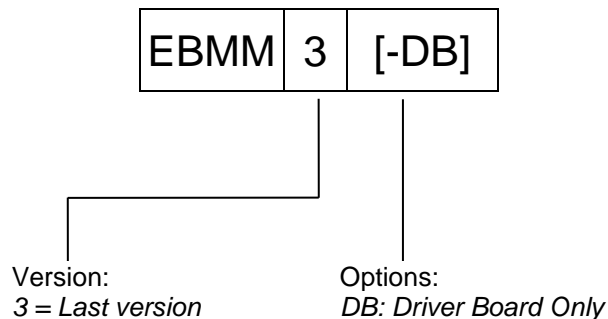 EBMM 3 [-DB]
Version: Options:
3 = Last version DB: Driver Board Only